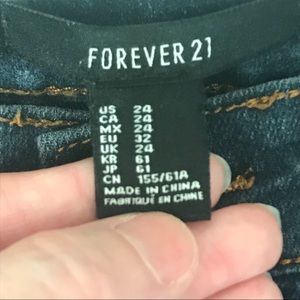 FOREVER 21
US 24
CA 24
MX 24
EU 32
UK 24
KR 61
JP 61
CN 155/61A
MADE IN CHINA
FABRIQUÉ EN CHINE